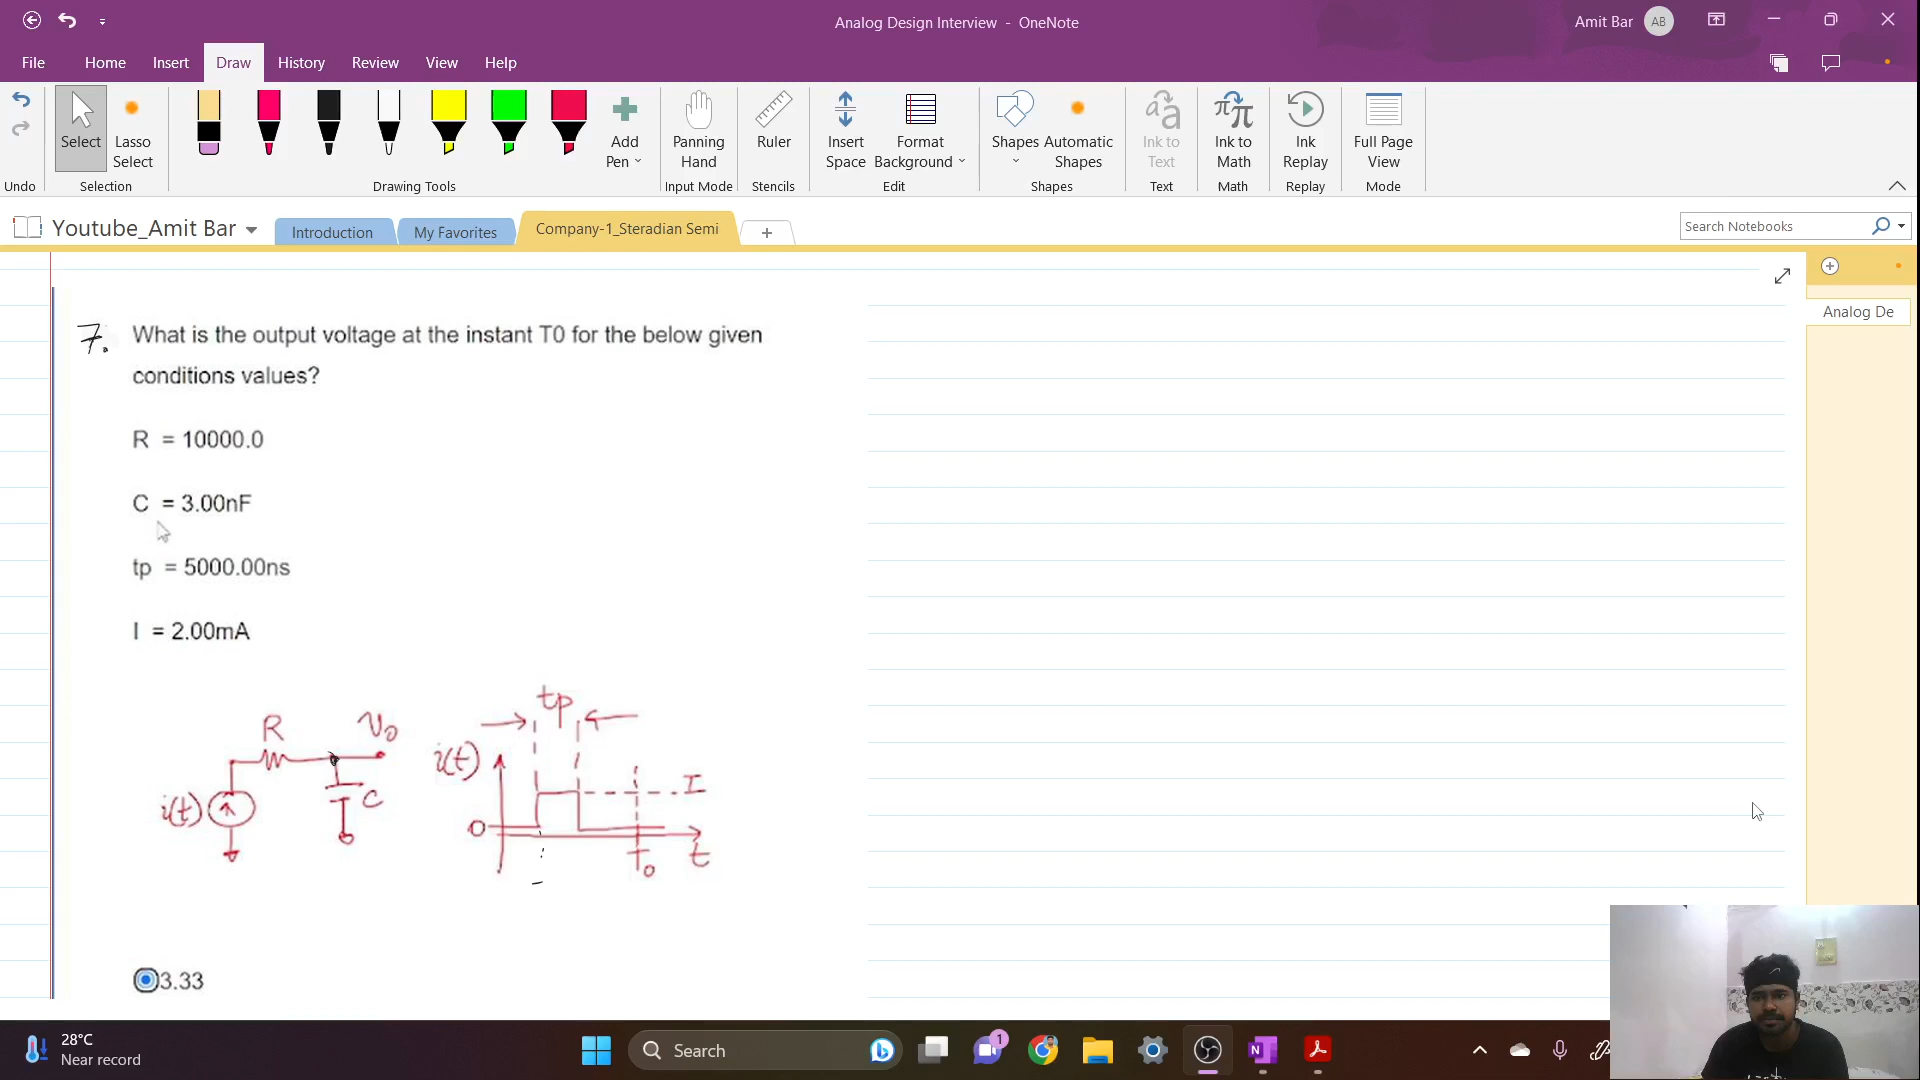 Analog Design Interview - OneNote
Amit Bar
AB
File
Home
Insert
Draw
History
Review
View
Help
Select
Lasso
Select
Add
Pen
Panning
Hand
Ruler
Insert
Space
Format
Background
Shapes
Automatic
Shapes
Ink to
Text
Ink to
Math
Ink
Replay
Full Page
View
Undo
Selection
Drawing Tools
Input Mode
Stencils
Edit
Shapes
Text
Math
Replay
Mode
Youtube_Amit Bar
Introduction
My Favorites
Company-1_Steradian Semi
Search Notebooks
Analog De
7. What is the output voltage at the instant T0 for the below given
conditions values?
R = 10000.0
C = 3.00nF
tp = 5000.00ns
I = 2.00mA
R
V0
i(t)
C
tp
i(t)
I
0
T0
t
3.33
28°C
Near record
Search
1